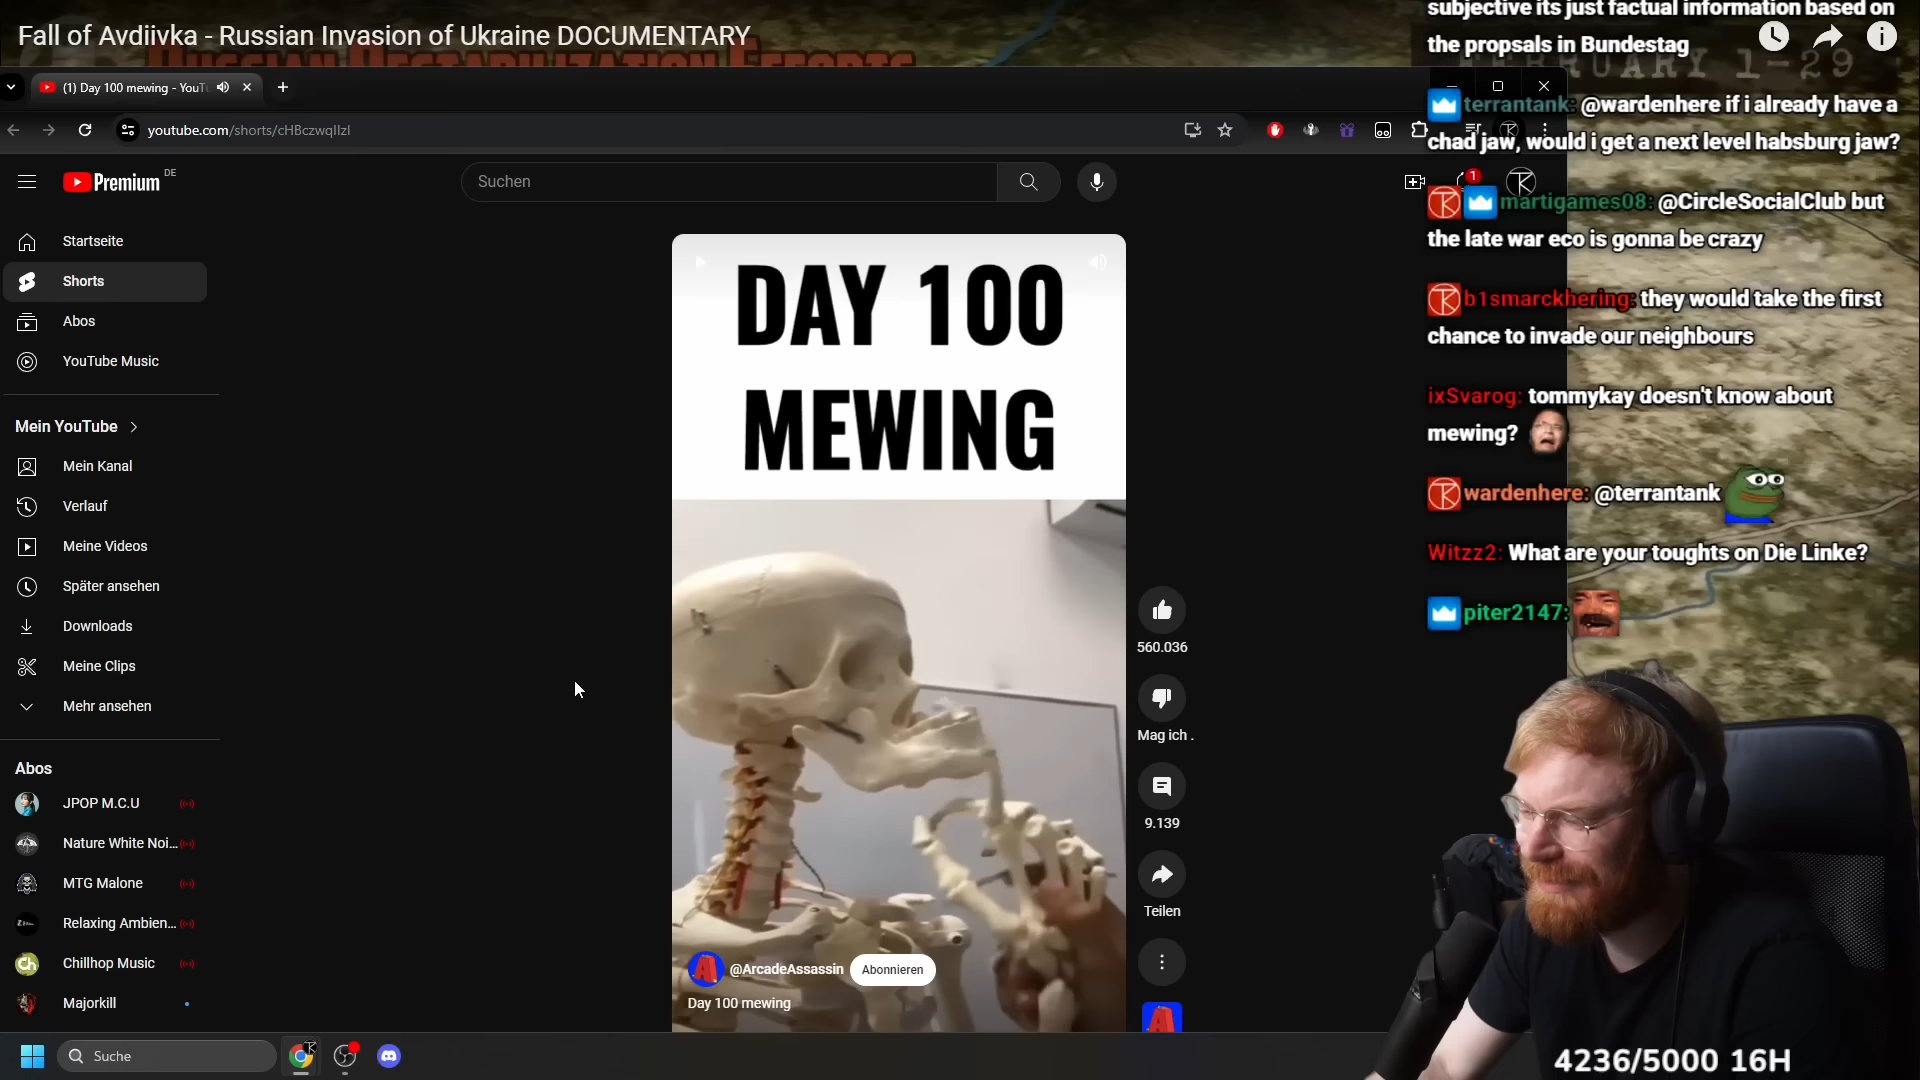 Fall of Avdiivka - Russian Invasion of Ukraine DOCUMENTARY
(1) Day 100 mewing - YouT
youtube.com/shorts/cHBczwqIlzI
Premium DE
Suchen
1
Startseite
Shorts
Abos
YouTube Music
Mein YouTube
Mein Kanal
Verlauf
Meine Videos
Später ansehen
Downloads
Meine Clips
Mehr ansehen
Abos
JPOP M.C.U
Nature White Noi...
MTG Malone
Relaxing Ambien...
Chillhop Music
Majorkill
DAY 100
MEWING
@ArcadeAssassin Abonnieren
Day 100 mewing
560.036
Mag ich .
9.139
Teilen
subjective its just factual information based on
the propsals in Bundestag
RUARY 1-29
terrantank: @wardenhere if i already have a
chad jaw, would i get a next level habsburg jaw?
martigames08: @CircleSocialClub but
the late war eco is gonna be crazy
b1smarckhering: they would take the first
chance to invade our neighbours
ixSvarog: tommykay doesn't know about
mewing?
wardenhere: @terrantank
Witzz2: What are your toughts on Die Linke?
piter2147:
Suche
4236/5000 16H